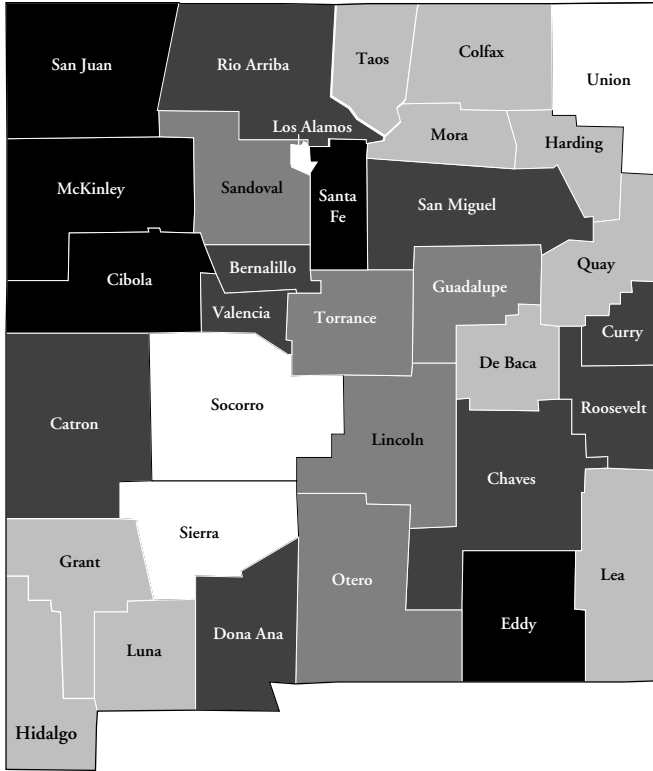 San Juan
Rio Arriba
Taos
Colfax
Union
Los Alamos
Mora
Harding
McKinley
Sandoval
Santa
Fe
San Miguel
Cibola
Bernalillo
Quay
Valencia
Torrance
Guadalupe
Curry
De Baca
Socorro
Roosevelt
Catron
Lincoln
Chaves
Sierra
Grant
Otero
Lea
Eddy
Dona Ana
Luna
Hidalgo